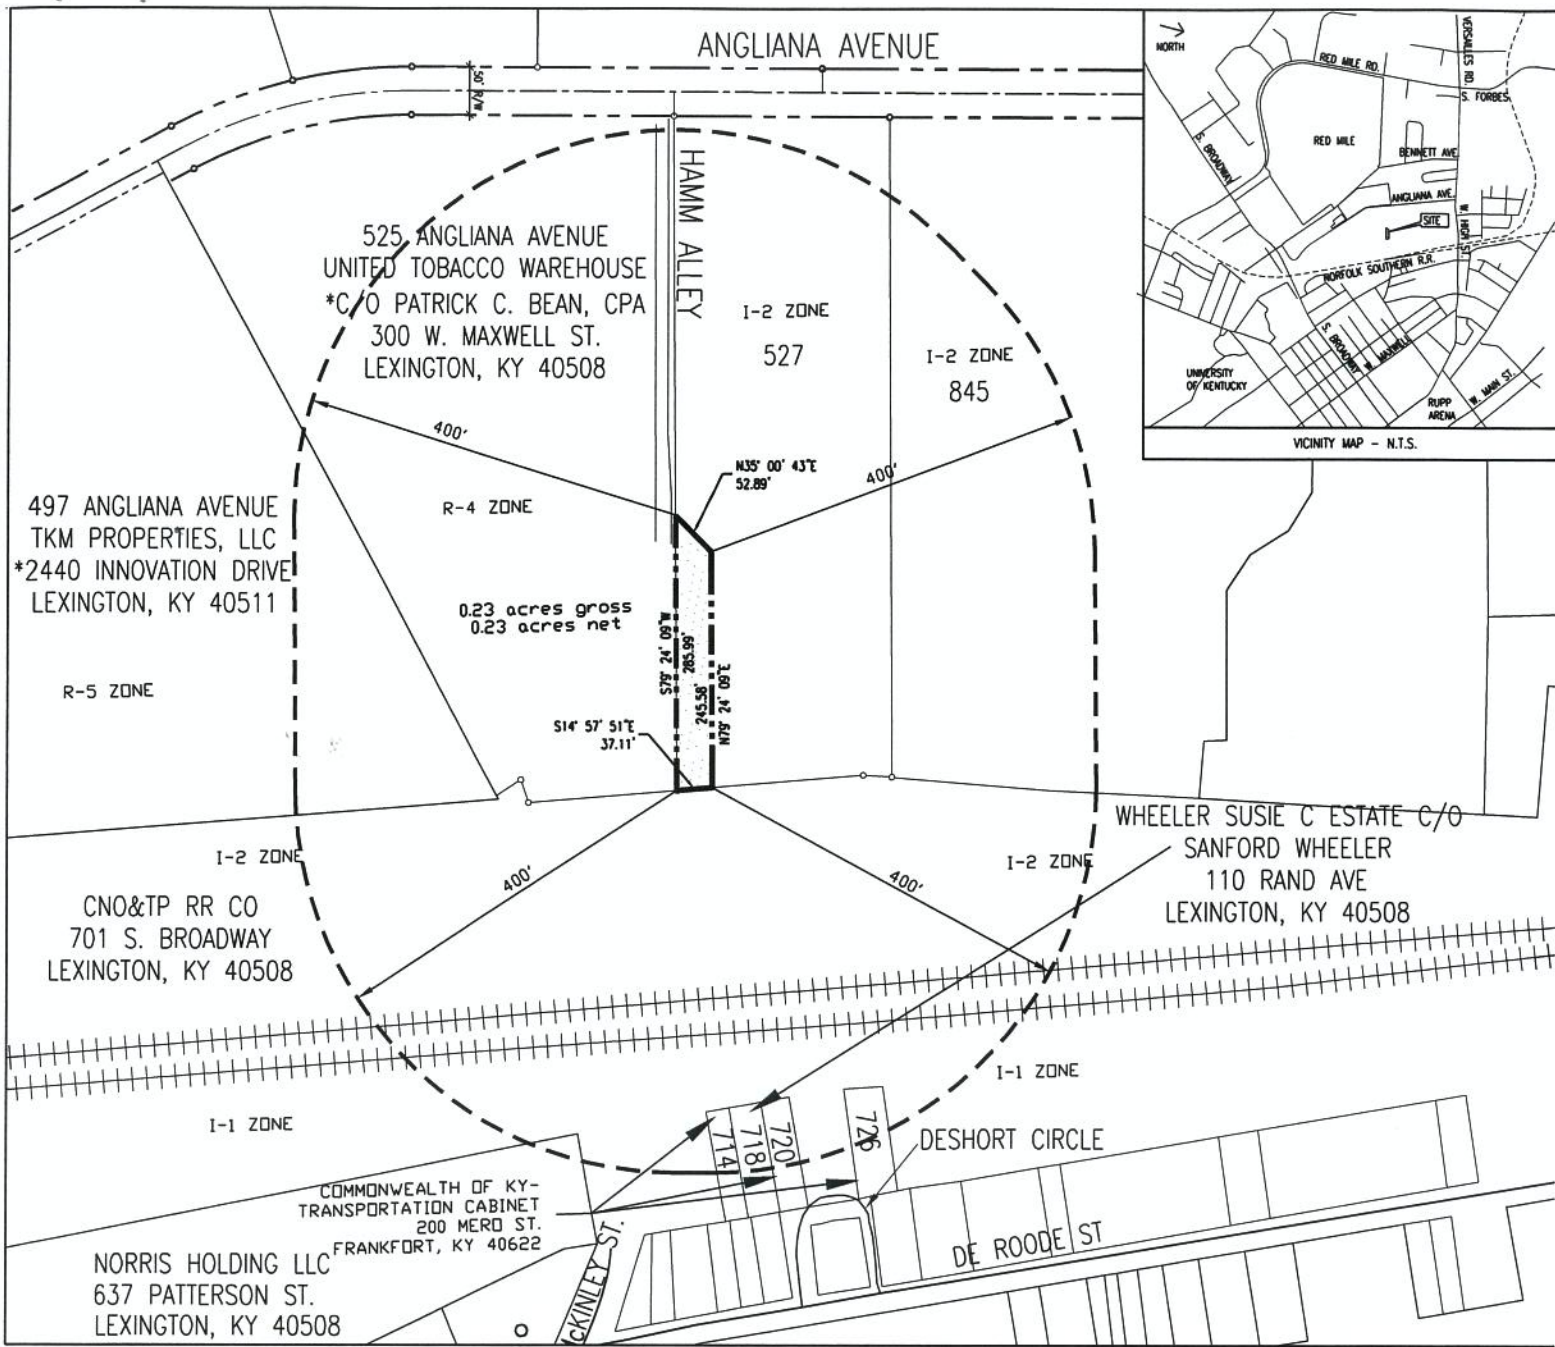 ANGLIANA AVENUE
50' R/W
HAMM ALLEY
525 ANGLIANA AVENUE
UNITED TOBACCO WAREHOUSE
*C/O PATRICK C. BEAN, CPA
300 W. MAXWELL ST.
LEXINGTON, KY 40508
I-2 ZONE
527
I-2 ZONE
845
400'
400'
N35° 00' 43"E
52.89'
R-4 ZONE
497 ANGLIANA AVENUE
TKM PROPERTIES, LLC
*2440 INNOVATION DRIVE
LEXINGTON, KY 40511
0.23 acres gross
0.23 acres net
S79° 24' 09"W
285.99'
245.58'
N79° 24' 09"E
R-5 ZONE
S14° 57' 51"E
37.11'
I-2 ZONE
400'
400'
I-2 ZONE
WHEELER SUSIE C ESTATE C/O
SANFORD WHEELER
110 RAND AVE
LEXINGTON, KY 40508
CNO&TP RR CO
701 S. BROADWAY
LEXINGTON, KY 40508
I-1 ZONE
I-1 ZONE
714
718
720
726
DESHORT CIRCLE
COMMONWEALTH OF KY-
TRANSPORTATION CABINET
200 MERO ST.
FRANKFORT, KY 40622
NORRIS HOLDING LLC
637 PATTERSON ST.
LEXINGTON, KY 40508
McKINLEY ST.
DE ROODE ST
NORTH
RED MILE RD.
VERSAILLES RD.
S. FORBES
S. BROADWAY
RED MILE
BENNETT AVE
ANGLIANA AVE.
SITE
W. HIGH ST.
NORFOLK SOUTHERN R.R.
S. BROADWAY
W. MAXWELL
UNIVERSITY
OF KENTUCKY
RUPP
ARENA
W. MAIN ST.
VICINITY MAP - N.T.S.